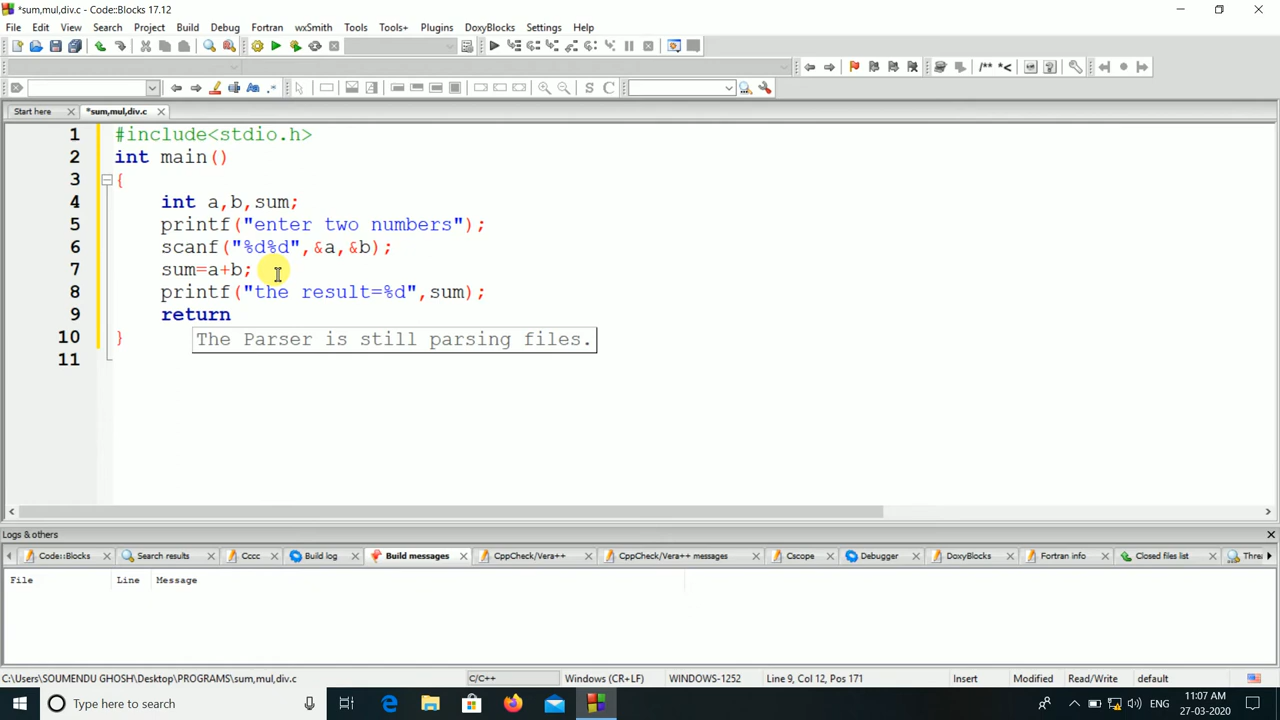 *sum,mul,div.c - Code::Blocks 17.12
File Edit View Search Project Build Debug Fortran wxSmith Tools Tools+ Plugins DoxyBlocks Settings Help
/** *<
Aa .* S C
Start here *sum,mul,div.c
1 #include<stdio.h>
2 int main()
3 {
4 int a,b,sum;
5 printf("enter two numbers");
6 scanf("%d%d",&a,&b);
7 sum=a+b;
8 printf("the result=%d",sum);
9 return
10 }
The Parser is still parsing files.
11
Logs & others
Code::Blocks Search results Cccc Build log Build messages CppCheck/Vera++ CppCheck/Vera++ messages Cscope Debugger DoxyBlocks Fortran info Closed files list Thre
File Line Message
C:\Users\SOUMENDU GHOSH\Desktop\PROGRAMS\sum,mul,div.c C/C++ Windows (CR+LF) WINDOWS-1252 Line 9, Col 12, Pos 171 Insert Modified Read/Write default
Type here to search
ENG
11:07 AM
27-03-2020